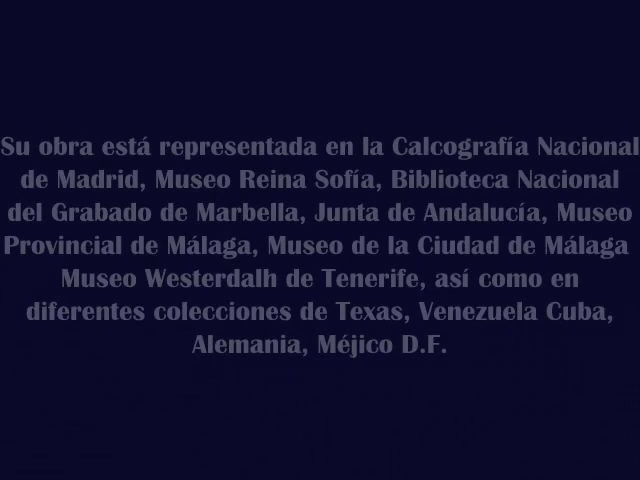 Su obra está representada en la Calcografía Nacional
de Madrid, Museo Reina Sofía, Biblioteca Nacional
del Grabado de Marbella, Junta de Andalucía, Museo
Provincial de Málaga, Museo de la Ciudad de Málaga
Museo Westerdalh de Tenerife, así como en
diferentes colecciones de Texas, Venezuela Cuba,
Alemania, Méjico D.F.